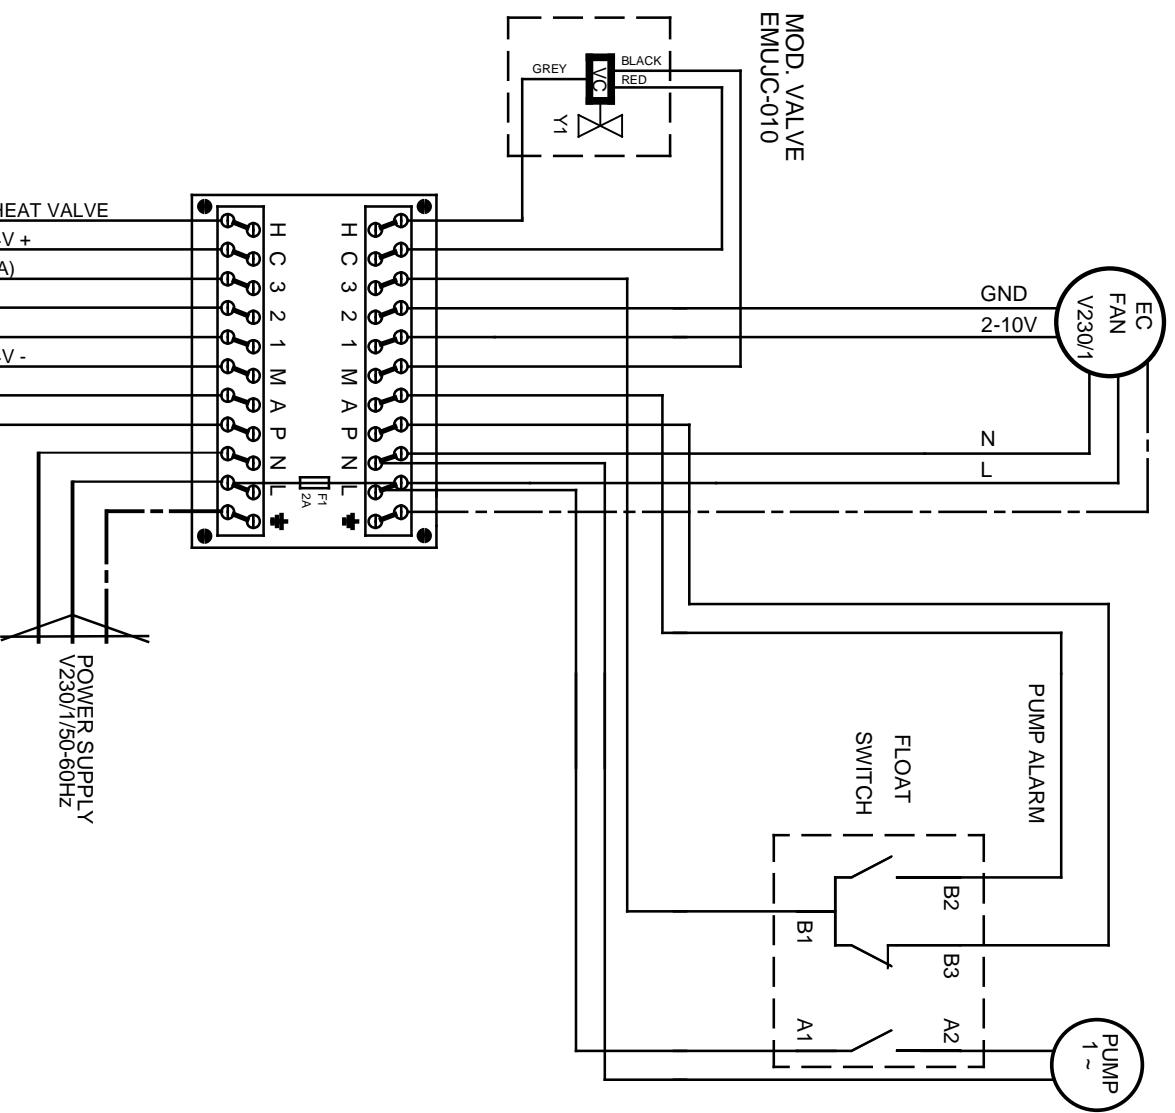 MOD. VALVE
EMUJC-010
GREY
BLACK
RED
VC
Y1
HEAT VALVE
V +
A)
V -
H
C
3
2
1
M
A
P
N
L
H
C
3
2
1
M
A
P
N
L
F1
2A
GND
2-10V
N
L
EC
FAN
V230/1
POWER SUPPLY
V230/1/50-60Hz
PUMP ALARM
FLOAT
SWITCH
B1
B2
B3
A1
A2
PUMP
1 ~